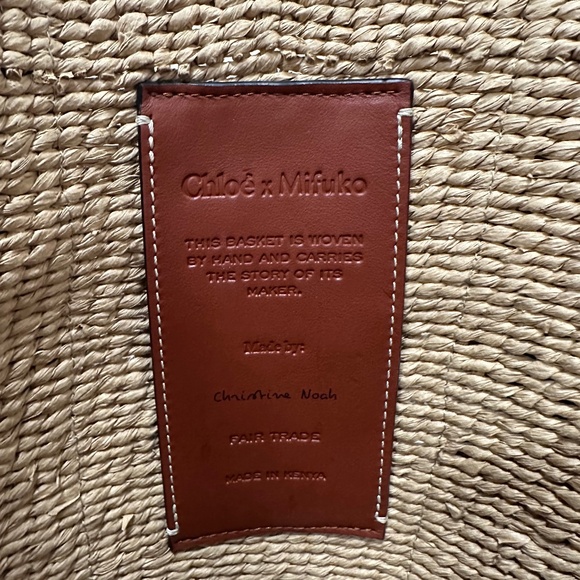 Chloé x Mifuko
THIS BASKET IS WOVEN
BY HAND AND CARRIES
THE STORY OF ITS
MAKER.
Made by:
Christine Noah
FAIR TRADE
MADE IN KENYA